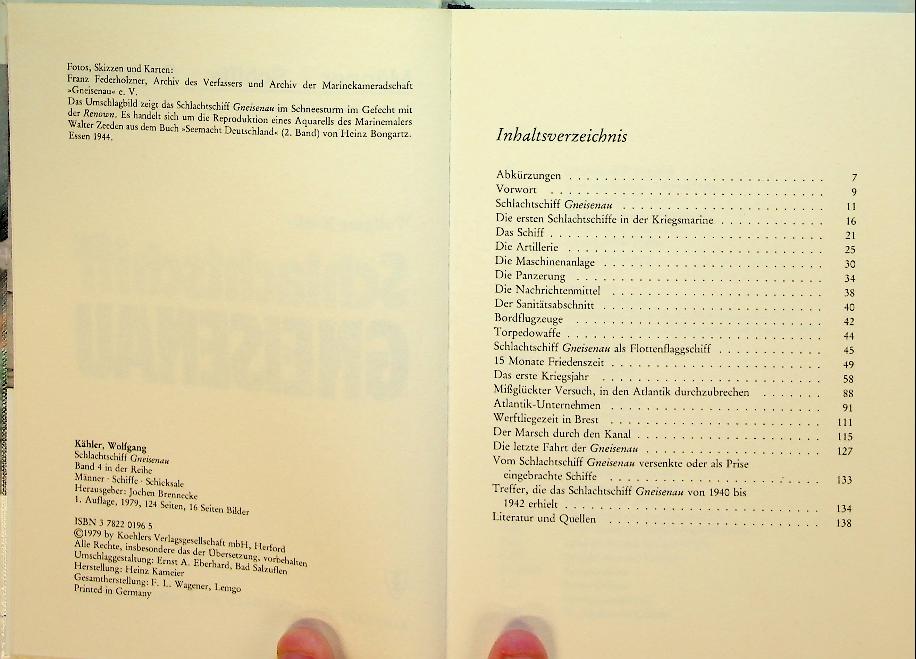 Fotos, Skizzen und Karten:
Franz Federholzner, Archiv des Verfassers und Archiv der Marinekameradschaft
»Gneisenau« e. V.
Das Umschlagbild zeigt das Schlachtschiff Gneisenau im Schneesturm im Gefecht mit
der Renown. Es handelt sich um die Reproduktion eines Aquarells des Marinemalers
Walter Zeeden aus dem Buch »Seemacht Deutschland« (2. Band) von Heinz Bongartz.
Essen 1944.
Kähler, Wolfgang
Schlachtschiff Gneisenau
Band 4 in der Reihe
Männer · Schiffe · Schicksale
Herausgeber: Jochen Brennecke
1. Auflage, 1979, 124 Seiten, 16 Seiten Bilder
ISBN 3 7822 0196 5
©1979 by Koehlers Verlagsgesellschaft mbH, Herford
Alle Rechte, insbesondere das der Übersetzung, vorbehalten
Umschlaggestaltung: Ernst A. Eberhard, Bad Salzuflen
Herstellung: Heinz Kameier
Gesamtherstellung: F. L. Wagener, Lemgo
Printed in Germany
Inhaltsverzeichnis
Abkürzungen . . . . . 7
Vorwort . . . . . 9
Schlachtschiff Gneisenau . . . . . 11
Die ersten Schlachtschiffe in der Kriegsmarine . . . . . 16
Das Schiff . . . . . 21
Die Artillerie . . . . . 25
Die Maschinenanlage . . . . . 30
Die Panzerung . . . . . 34
Die Nachrichtenmittel . . . . . 38
Der Sanitätsabschnitt . . . . . 40
Bordflugzeuge . . . . . 42
Torpedowaffe . . . . . 44
Schlachtschiff Gneisenau als Flottenflaggschiff . . . . . 45
15 Monate Friedenszeit . . . . . 49
Das erste Kriegsjahr . . . . . 58
Mißglückter Versuch, in den Atlantik durchzubrechen . . . . . 88
Atlantik-Unternehmen . . . . . 91
Werftliegezeit in Brest . . . . . 111
Der Marsch durch den Kanal . . . . . 115
Die letzte Fahrt der Gneisenau . . . . . 127
Vom Schlachtschiff Gneisenau versenkte oder als Prise
eingebrachte Schiffe . . . . . 133
Treffer, die das Schlachtschiff Gneisenau von 1940 bis
1942 erhielt . . . . . 134
Literatur und Quellen . . . . . 138